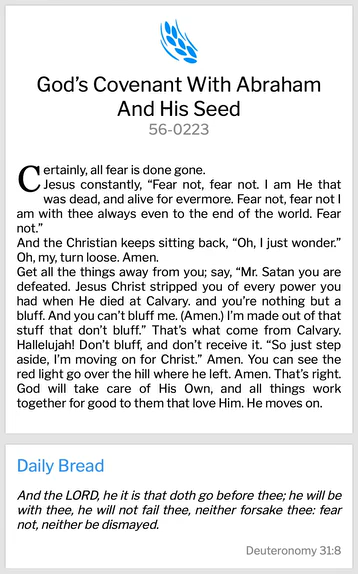 God’s Covenant With Abraham
And His Seed
56-0223
Certainly, all fear is done gone.
Jesus constantly, “Fear not, fear not. I am He that
was dead, and alive for evermore. Fear not, fear not I
am with thee always even to the end of the world. Fear
not.”
And the Christian keeps sitting back, “Oh, I just wonder.”
Oh, my, turn loose. Amen.
Get all the things away from you; say, “Mr. Satan you are
defeated. Jesus Christ stripped you of every power you
had when He died at Calvary. and you’re nothing but a
bluff. And you can’t bluff me. (Amen.) I’m made out of that
stuff that don’t bluff.” That’s what come from Calvary.
Hallelujah! Don’t bluff, and don’t receive it. “So just step
aside, I’m moving on for Christ.” Amen. You can see the
red light go over the hill where he left. Amen. That’s right.
God will take care of His Own, and all things work
together for good to them that love Him. He moves on.
Daily Bread
And the LORD, he it is that doth go before thee; he will be
with thee, he will not fail thee, neither forsake thee: fear
not, neither be dismayed.
Deuteronomy 31:8